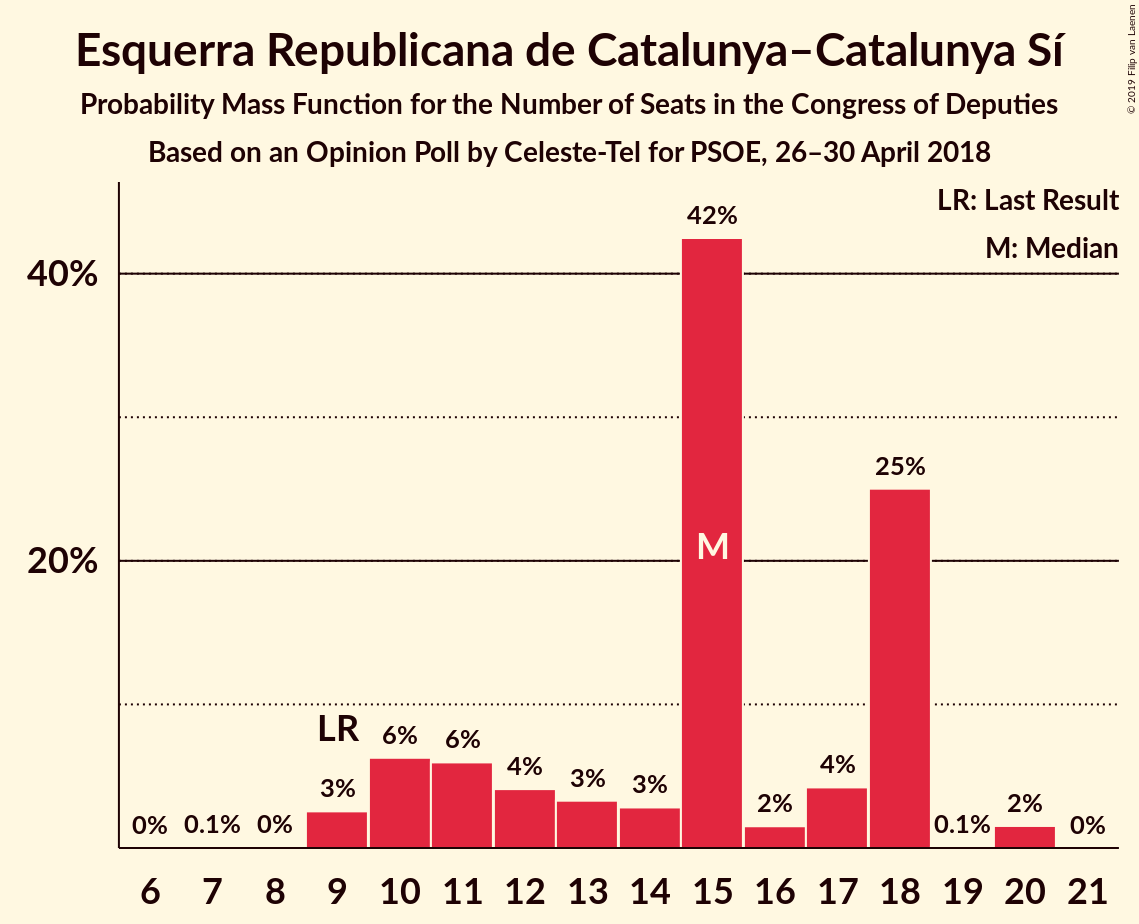 Esquerra Republicana de Catalunya–Catalunya Sí
Probability Mass Function for the Number of Seats in the Congress of Deputies
Based on an Opinion Poll by Celeste-Tel for PSOE, 26–30 April 2018
© 2019 Filip van Laenen
LR: Last Result
M: Median
42%
40%
25%
M
20%
LR
6%
6%
4%
4%
3%
3%
3%
2%
2%
0%
0.1%
0%
0.1%
0%
6 7 8 9 10 11 12 13 14 15 16 17 18 19 20 21